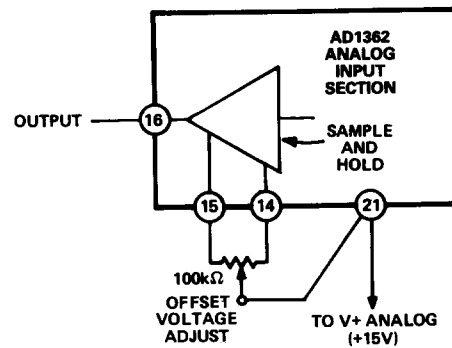 AD1362
ANALOG
INPUT
SECTION
OUTPUT
16
SAMPLE
AND
HOLD
15
14
21
100kΩ
OFFSET
VOLTAGE
ADJUST
TO V+ ANALOG
(+15V)